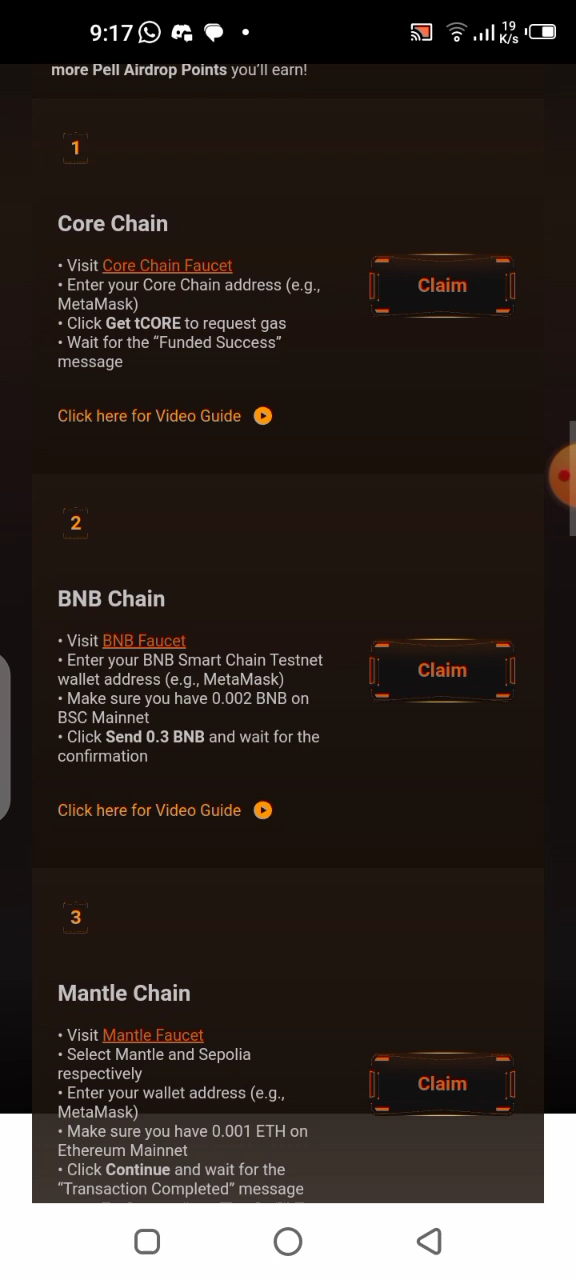 9:17
19
K/s
more Pell Airdrop Points you'll earn!
1
Core Chain
• Visit Core Chain Faucet
• Enter your Core Chain address (e.g.,
MetaMask)
• Click Get tCORE to request gas
• Wait for the “Funded Success”
message
Claim
Click here for Video Guide
2
BNB Chain
• Visit BNB Faucet
• Enter your BNB Smart Chain Testnet
wallet address (e.g., MetaMask)
• Make sure you have 0.002 BNB on
BSC Mainnet
• Click Send 0.3 BNB and wait for the
confirmation
Claim
Click here for Video Guide
3
Mantle Chain
• Visit Mantle Faucet
• Select Mantle and Sepolia
respectively
• Enter your wallet address (e.g.,
MetaMask)
• Make sure you have 0.001 ETH on
Ethereum Mainnet
• Click Continue and wait for the
“Transaction Completed” message
Claim